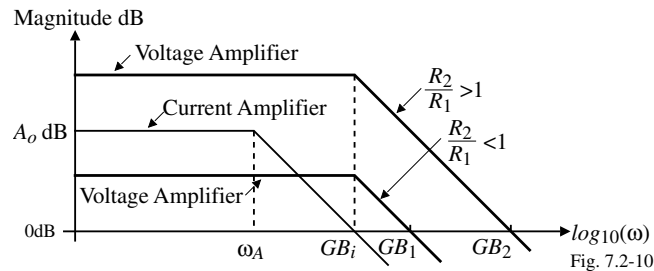 Magnitude dB
Voltage Amplifier
R2
R1 >1
Current Amplifier
Ao dB
R2
R1 <1
Voltage Amplifier
0dB
ωA
GBi
GB1
GB2
log10(ω)
Fig. 7.2-10